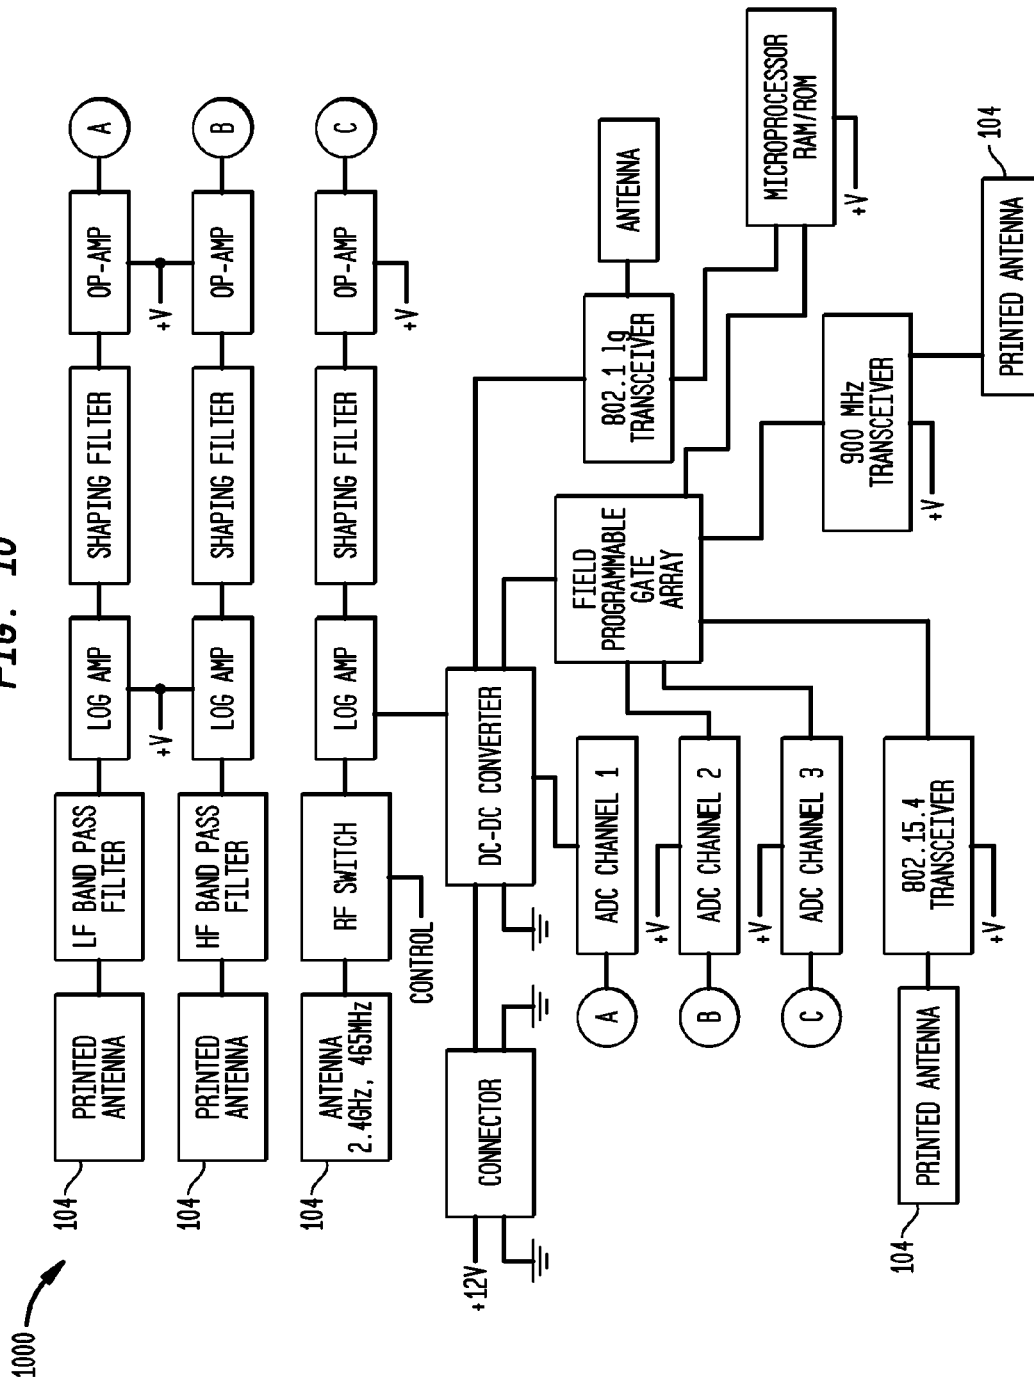 FIG. 10
1000
104
PRINTED
ANTENNA
LF BAND PASS
FILTER
LOG AMP
SHAPING FILTER
OP-AMP
A
+V
+V
104
PRINTED
ANTENNA
HF BAND PASS
FILTER
LOG AMP
SHAPING FILTER
OP-AMP
B
104
ANTENNA
2.4GHz, 465MHz
RF SWITCH
CONTROL
LOG AMP
SHAPING FILTER
OP-AMP
C
+V
+12V
CONNECTOR
DC-DC CONVERTER
802.1 1g
TRANSCEIVER
ANTENNA
MICROPROCESSOR
RAM/ROM
+V
FIELD
PROGRAMMABLE
GATE
ARRAY
A
ADC CHANNEL 1
+V
B
ADC CHANNEL 2
+V
C
ADC CHANNEL 3
900 MHz
TRANSCEIVER
+V
104
PRINTED ANTENNA
104
PRINTED ANTENNA
802.15.4
TRANSCEIVER
+V